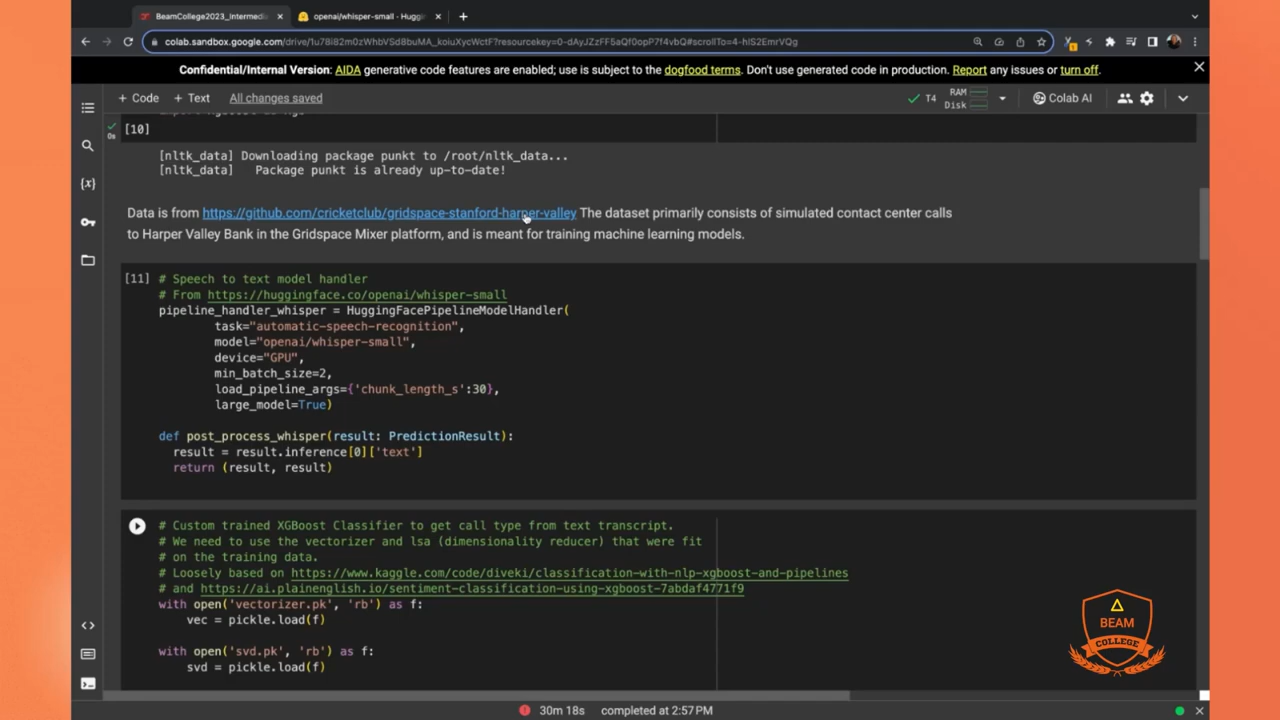 BeamCollege2023_Intermedi
openai/whisper-small · Huggi
colab.sandbox.google.com/drive/1u78i82m0zWhbVSd8buMA_koiuXycWctF?resourcekey=0-dAyJZzFF5aQf0opP7f4vbQ#scrollTo=4-hlS2EmrVQg
Confidential/Internal Version: AIDA generative code features are enabled; use is subject to the dogfood terms. Don't use generated code in production. Report any issues or turn off.
+ Code + Text All changes saved
T4 RAM Disk Colab AI
[10]
[nltk_data] Downloading package punkt to /root/nltk_data...
[nltk_data]   Package punkt is already up-to-date!
Data is from https://github.com/cricketclub/gridspace-stanford-harper-valley The dataset primarily consists of simulated contact center calls
to Harper Valley Bank in the Gridspace Mixer platform, and is meant for training machine learning models.
[11] # Speech to text model handler
# From https://huggingface.co/openai/whisper-small
pipeline_handler_whisper = HuggingFacePipelineModelHandler(
task="automatic-speech-recognition",
model="openai/whisper-small",
device="GPU",
min_batch_size=2,
load_pipeline_args={'chunk_length_s':30},
large_model=True)
def post_process_whisper(result: PredictionResult):
result = result.inference[0]['text']
return (result, result)
# Custom trained XGBoost Classifier to get call type from text transcript.
# We need to use the vectorizer and lsa (dimensionality reducer) that were fit
# on the training data.
# Loosely based on https://www.kaggle.com/code/diveki/classification-with-nlp-xgboost-and-pipelines
# and https://ai.plainenglish.io/sentiment-classification-using-xgboost-7abdaf4771f9
with open('vectorizer.pk', 'rb') as f:
vec = pickle.load(f)
with open('svd.pk', 'rb') as f:
svd = pickle.load(f)
BEAM
COLLEGE
30m 18s completed at 2:57PM